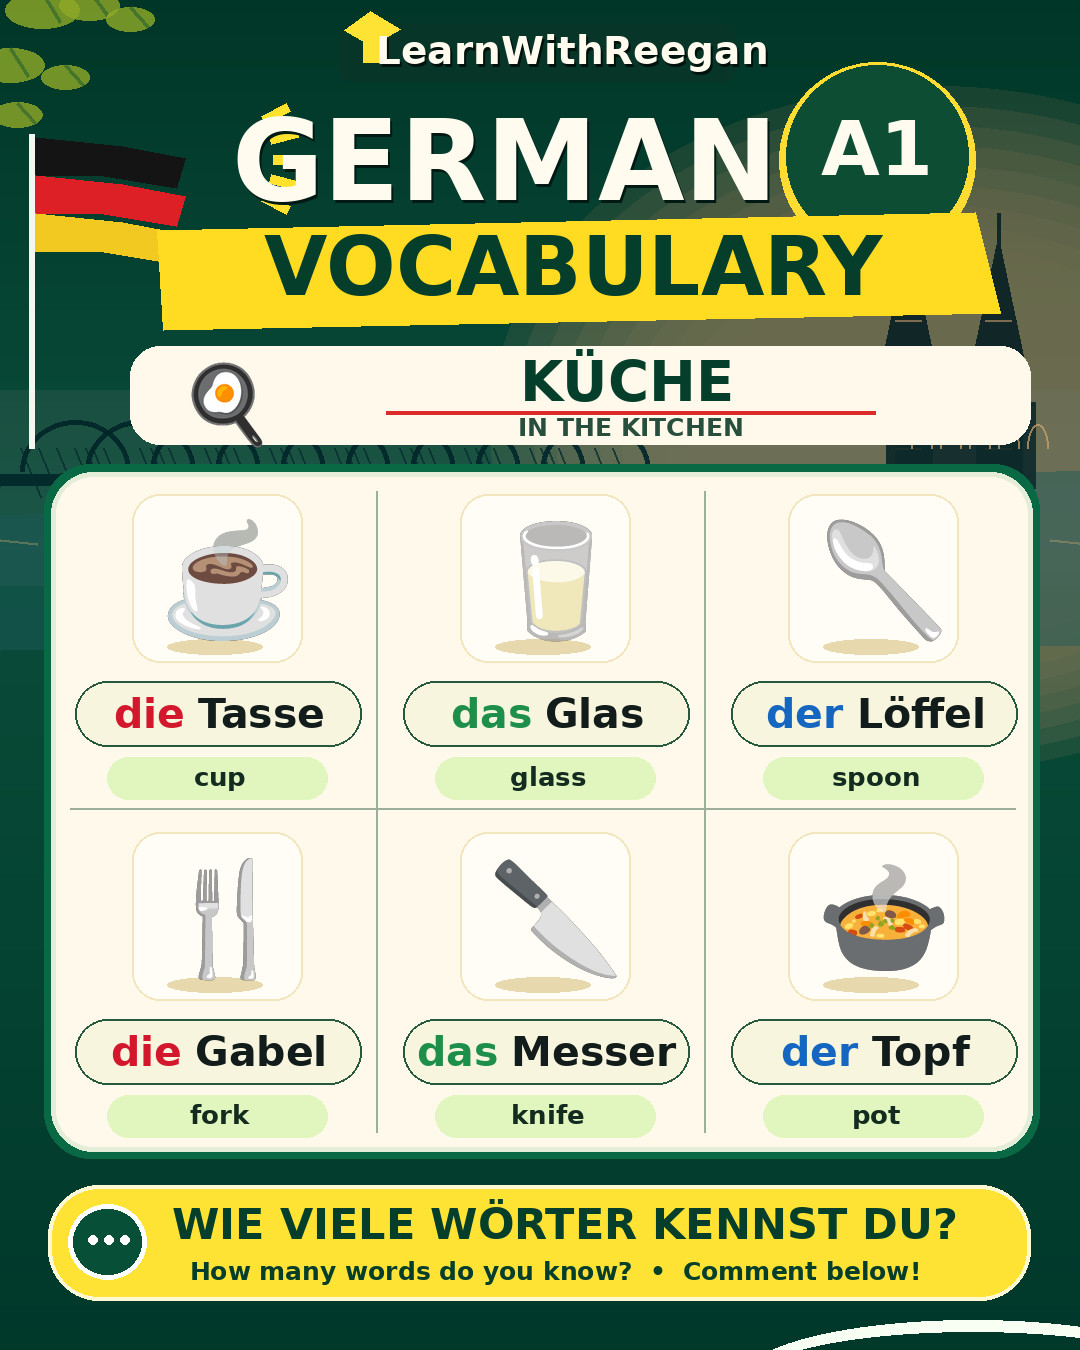 LearnWithReegan
GERMAN
A1
VOCABULARY
KÜCHE
IN THE KITCHEN
die Tasse
das Glas
der Löffel
cup
glass
spoon
die Gabel
das Messer
der Topf
fork
knife
pot
WIE VIELE WÖRTER KENNST DU?
How many words do you know? • Comment below!